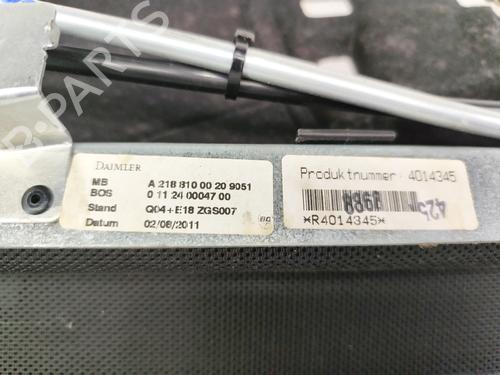 DAIMLER
MB A 218 810 00 20 9051
BOS 0 11 24 00047 00
Stand Q04+E18 ZGS007
Datum 02/08/2011
Produktnummer: 4014345
*R4014345*
B-PARTS